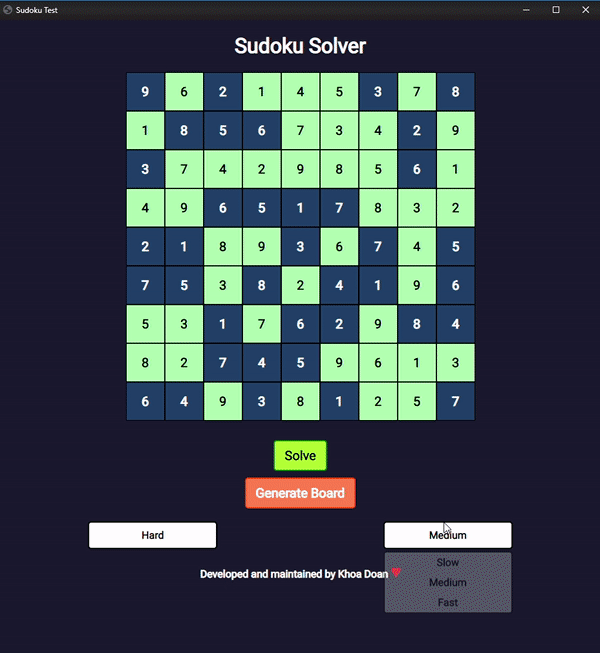 Sudoku Test
Sudoku Solver
9 6 2 1 4 5 3 7 8
1 8 5 6 7 3 4 2 9
3 7 4 2 9 8 5 6 1
4 9 6 5 1 7 8 3 2
2 1 8 9 3 6 7 4 5
7 5 3 8 2 4 1 9 6
5 3 1 7 6 2 9 8 4
8 2 7 4 5 9 6 1 3
6 4 9 3 8 1 2 5 7
Solve
Generate Board
Hard
Medium
Slow
Developed and maintained by Khoa Doan
Medium
Fast